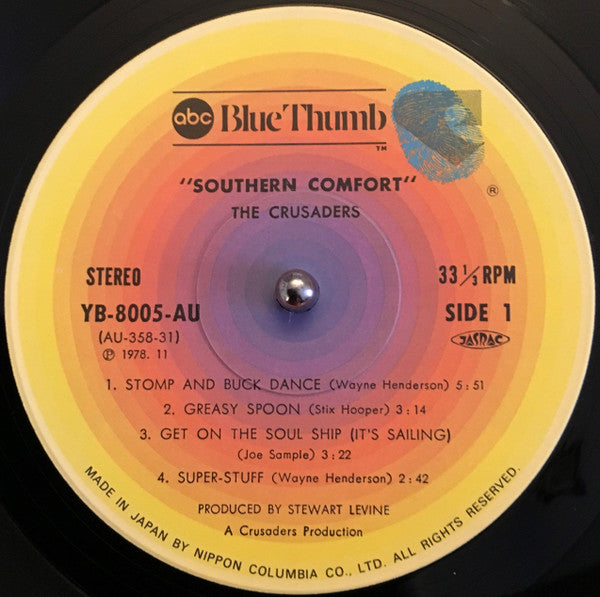 abc Blue Thumb
TM
®
"SOUTHERN COMFORT"
THE CRUSADERS
STEREO
33 1/3 RPM
YB-8005-AU
SIDE 1
(AU-358-31)
JASRAC
Ⓟ 1978. 11
1. STOMP AND BUCK DANCE (Wayne Henderson) 5:51
2. GREASY SPOON (Stix Hooper) 3:14
3. GET ON THE SOUL SHIP (IT'S SAILING)
(Joe Sample) 3:22
4. SUPER-STUFF (Wayne Henderson) 2:42
PRODUCED BY STEWART LEVINE
A Crusaders Production
MADE IN JAPAN BY NIPPON COLUMBIA CO., LTD. ALL RIGHTS RESERVED.